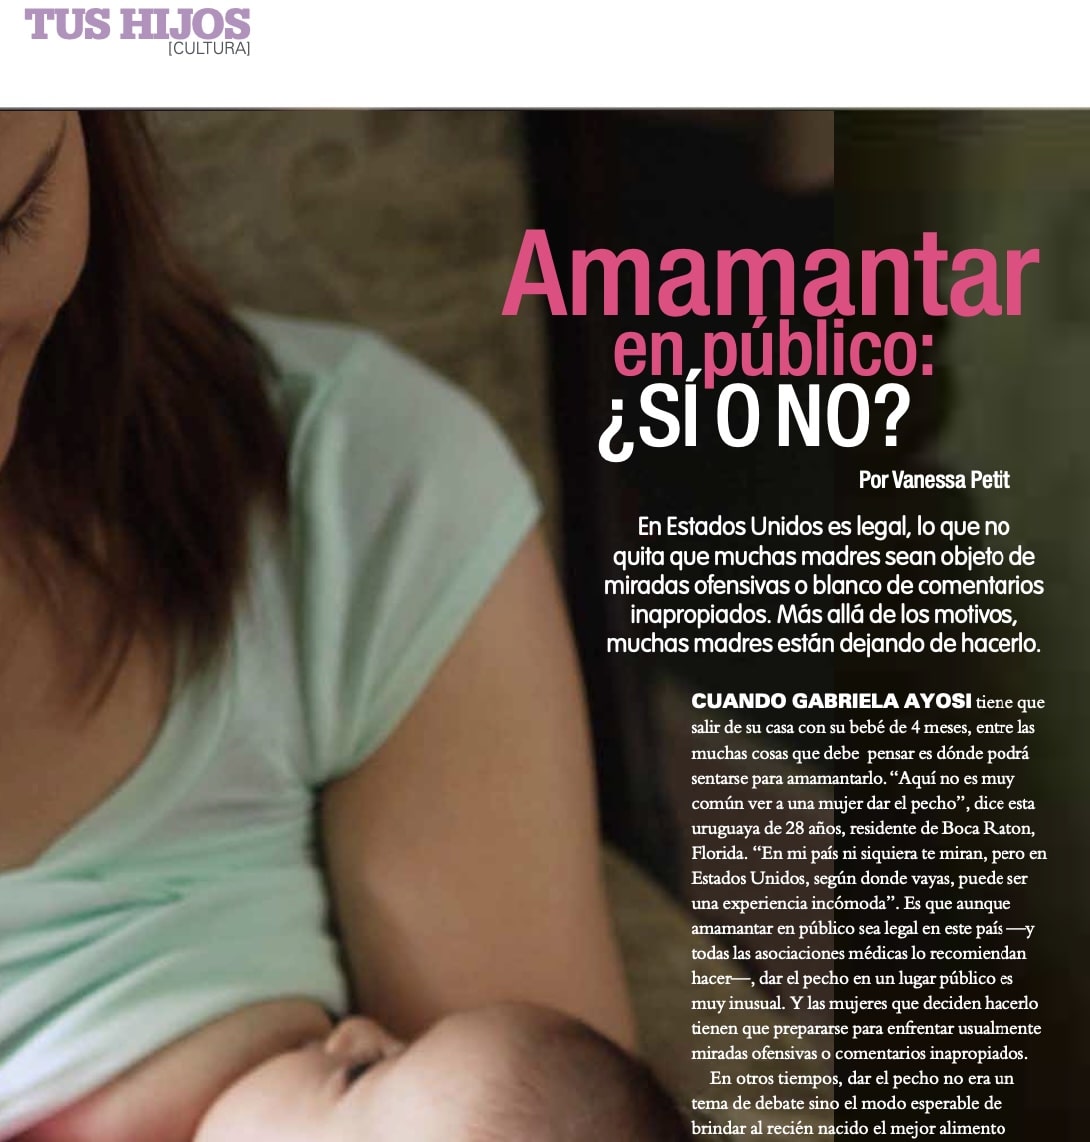 TUS HIJOS
[CULTURA]
Amamantar
en público:
¿SÍ O NO?
Por Vanessa Petit
En Estados Unidos es legal, lo que no
quita que muchas madres sean objeto de
miradas ofensivas o blanco de comentarios
inapropiados. Más allá de los motivos,
muchas madres están dejando de hacerlo.
CUANDO GABRIELA AYOSI tiene que
salir de su casa con su bebé de 4 meses, entre las
muchas cosas que debe pensar es dónde podrá
sentarse para amamantarlo. “Aquí no es muy
común ver a una mujer dar el pecho”, dice esta
uruguaya de 28 años, residente de Boca Raton,
Florida. “En mi país ni siquiera te miran, pero en
Estados Unidos, según donde vayas, puede ser
una experiencia incómoda”. Es que aunque
amamantar en público sea legal en este país —y
todas las asociaciones médicas lo recomiendan
hacer—, dar el pecho en un lugar público es
muy inusual. Y las mujeres que deciden hacerlo
tienen que prepararse para enfrentar usualmente
miradas ofensivas o comentarios inapropiados.
En otros tiempos, dar el pecho no era un
tema de debate sino el modo esperable de
brindar al recién nacido el mejor alimento